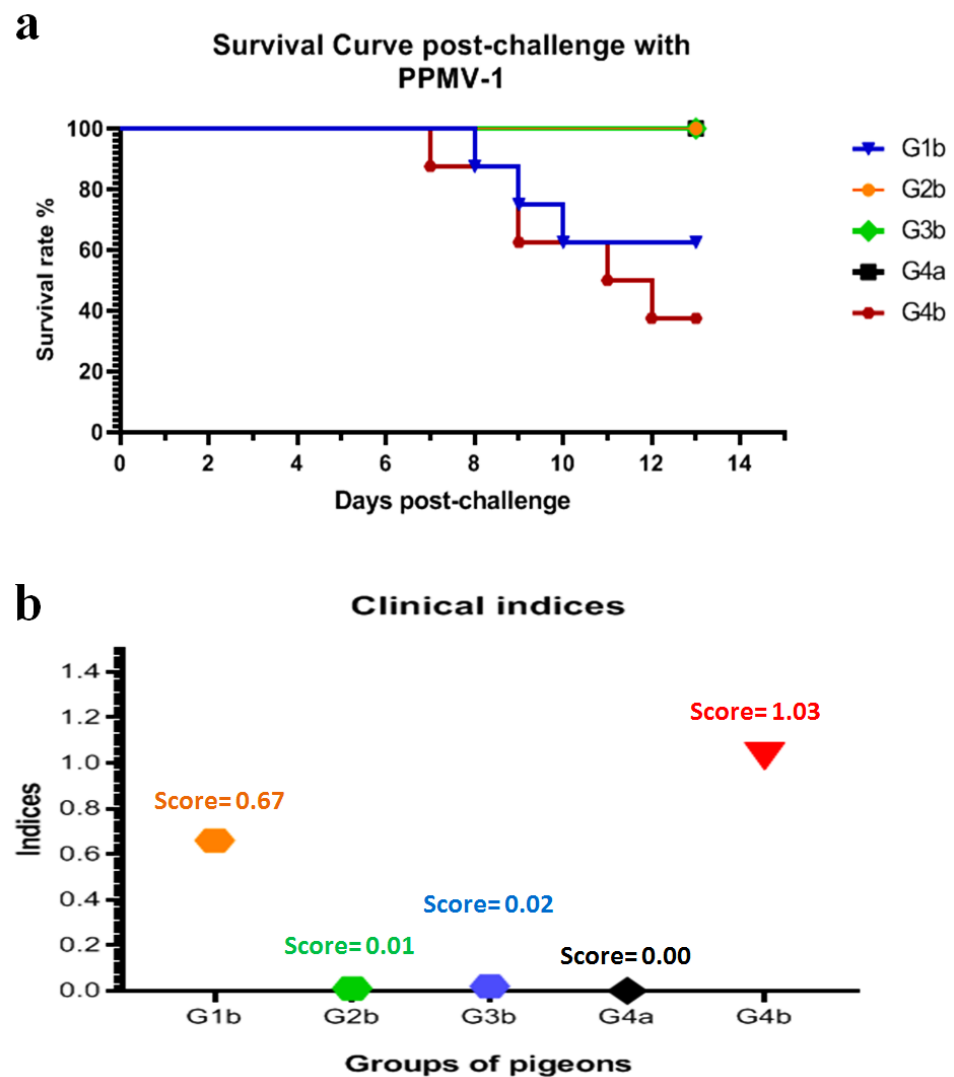 a
Survival Curve post-challenge with
PPMV-1
Survival rate %
100
80
60
40
20
0
0 2 4 6 8 10 12 14
Days post-challenge
G1b
G2b
G3b
G4a
G4b
b
Clinical indices
Indices
1.4
1.2
1.0
0.8
0.6
0.4
0.2
0.0
Score= 0.67
Score= 0.01
Score= 0.02
Score= 0.00
Score= 1.03
G1b G2b G3b G4a G4b
Groups of pigeons